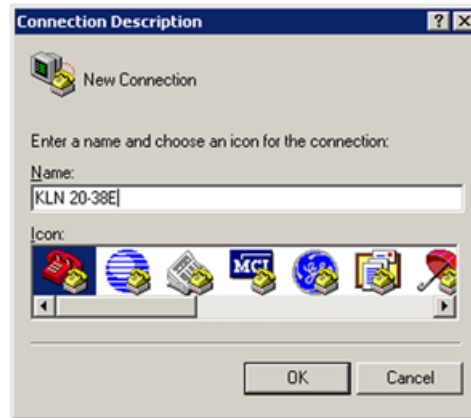 Connection Description
New Connection
Enter a name and choose an icon for the connection:
Name:
KLN 20-38E
Icon:
MCI
OK Cancel